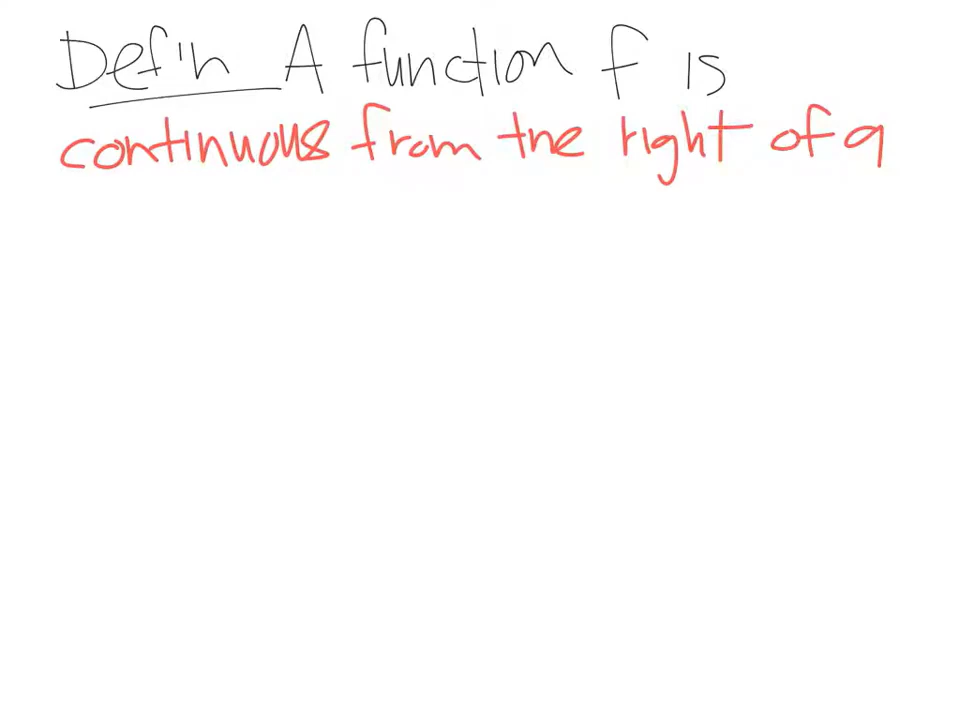 Def'n A function f is
continuous from the right of a